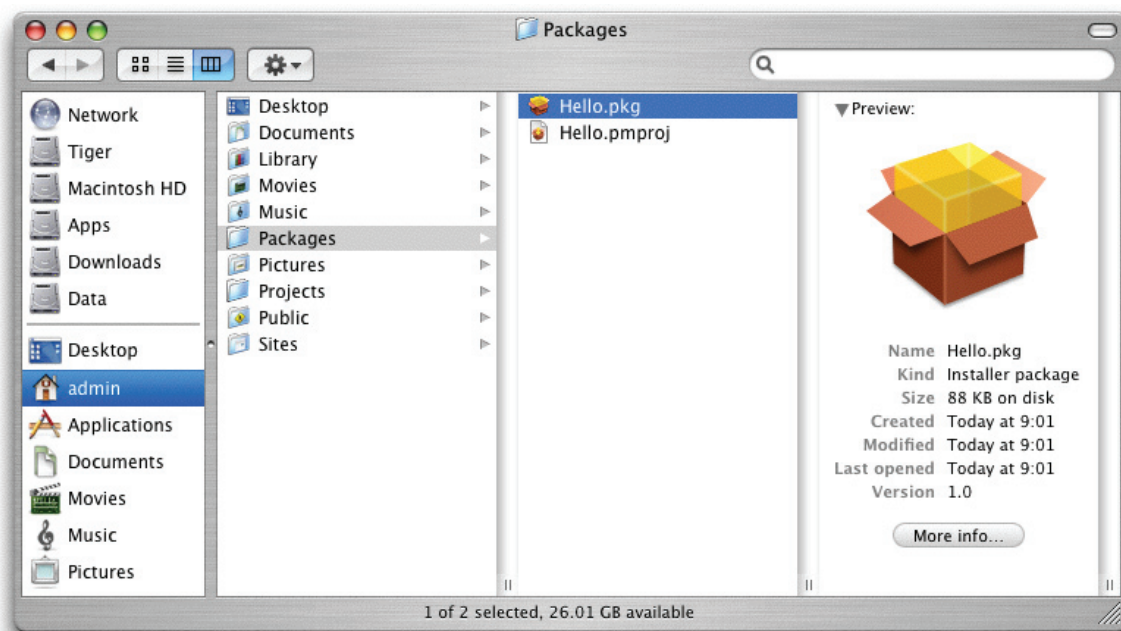 Packages
Network
Tiger
Macintosh HD
Apps
Downloads
Data
Desktop
admin
Applications
Documents
Movies
Music
Pictures
Desktop
Documents
Library
Movies
Music
Packages
Pictures
Projects
Public
Sites
Hello.pkg
Hello.pmproj
Preview:
Name Hello.pkg
Kind Installer package
Size 88 KB on disk
Created Today at 9:01
Modified Today at 9:01
Last opened Today at 9:01
Version 1.0
More info...
1 of 2 selected, 26.01 GB available